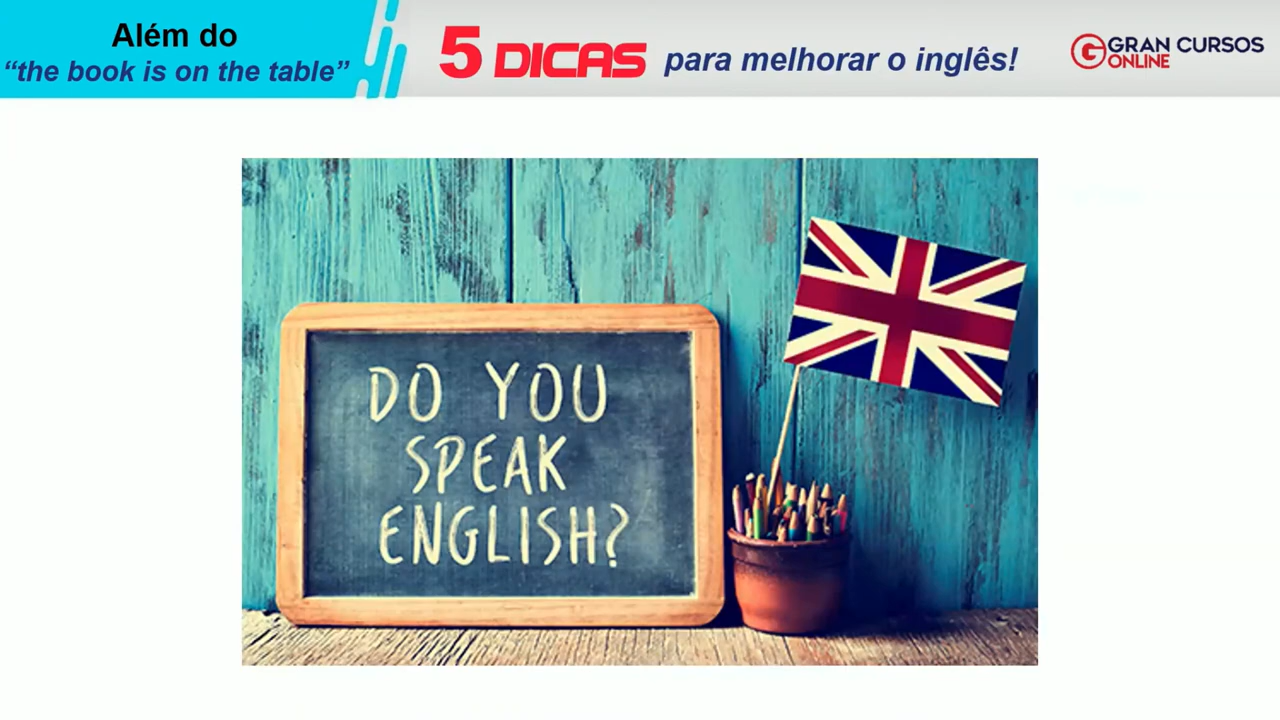 Além do
“the book is on the table”
5 DICAS para melhorar o inglês!
GRAN CURSOS
ONLINE
DO YOU
SPEAK
ENGLISH?